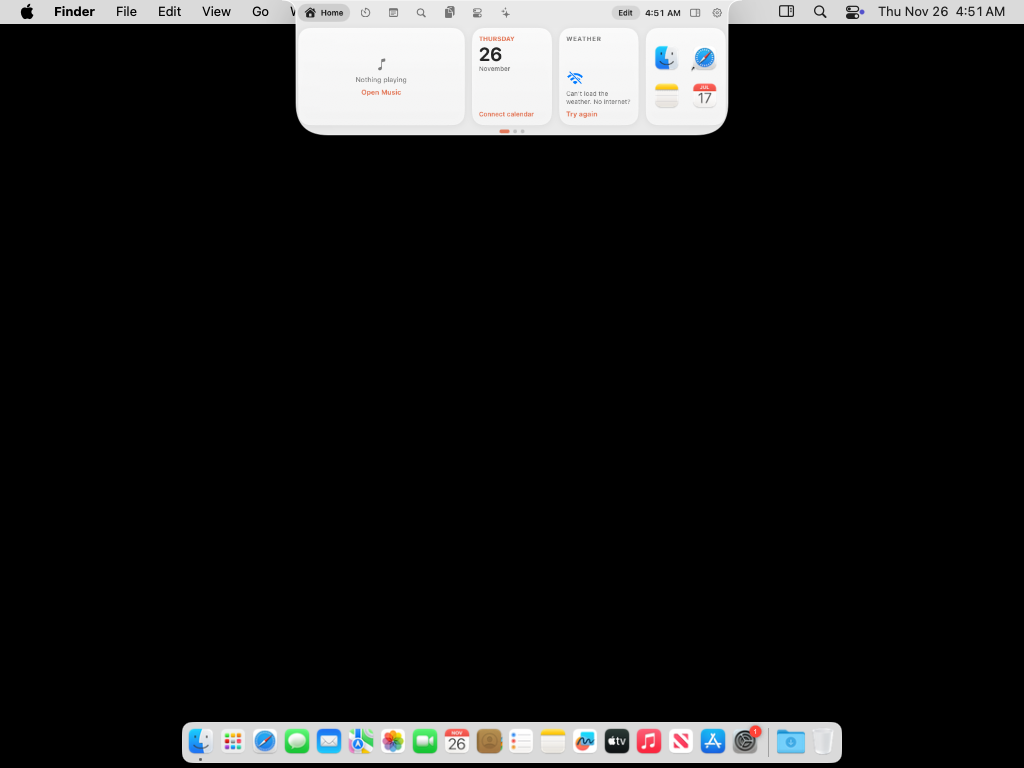 Finder File Edit View Go
Home
Edit 4:51 AM
Thu Nov 26 4:51 AM
Nothing playing
Open Music
THURSDAY
26
November
Connect calendar
WEATHER
Can't load the
weather. No internet?
Try again
JUL
17
NOV
26
tv
1